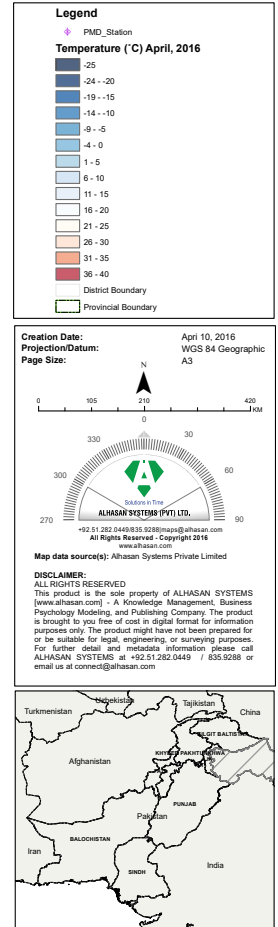 Legend
PMD_Station
Temperature (˚C) April, 2016
-25
-24 - -20
-19 - -15
-14 - -10
-9 - -5
-4 - 0
1 - 5
6 - 10
11 - 15
16 - 20
21 - 25
26 - 30
31 - 35
36 - 40
District Boundary
Provincial Boundary
Creation Date: Apri 10, 2016
Projection/Datum: WGS 84 Geographic
Page Size: A3
N
0 105 210 420
KM
0
330 30
300 60
270 90
Solutions in Time
ALHASAN SYSTEMS (PVT) LTD.
+92.51.282.0449/835.9288|maps@alhasan.com
All Rights Reserved - Copyright 2016
www.alhasan.com
Map data source(s): Alhasan Systems Private Limited
DISCLAIMER:
ALL RIGHTS RESERVED
This product is the sole property of ALHASAN SYSTEMS
[www.alhasan.com] - A Knowledge Management, Business
Psychology Modeling, and Publishing Company. The product
is brought to you free of cost in digital format for information
purposes only. The product might have not been prepared for
or be suitable for legal, engineering, or surveying purposes.
For further detail and metadata information please call
ALHASAN SYSTEMS at +92.51.282.0449 / 835.9288 or
email us at connect@alhasan.com
Uzbekistan
Tajikistan
Turkmenistan
China
Afghanistan
PUNJAB
Pakistan
BALOCHISTAN
Iran
India
SINDH